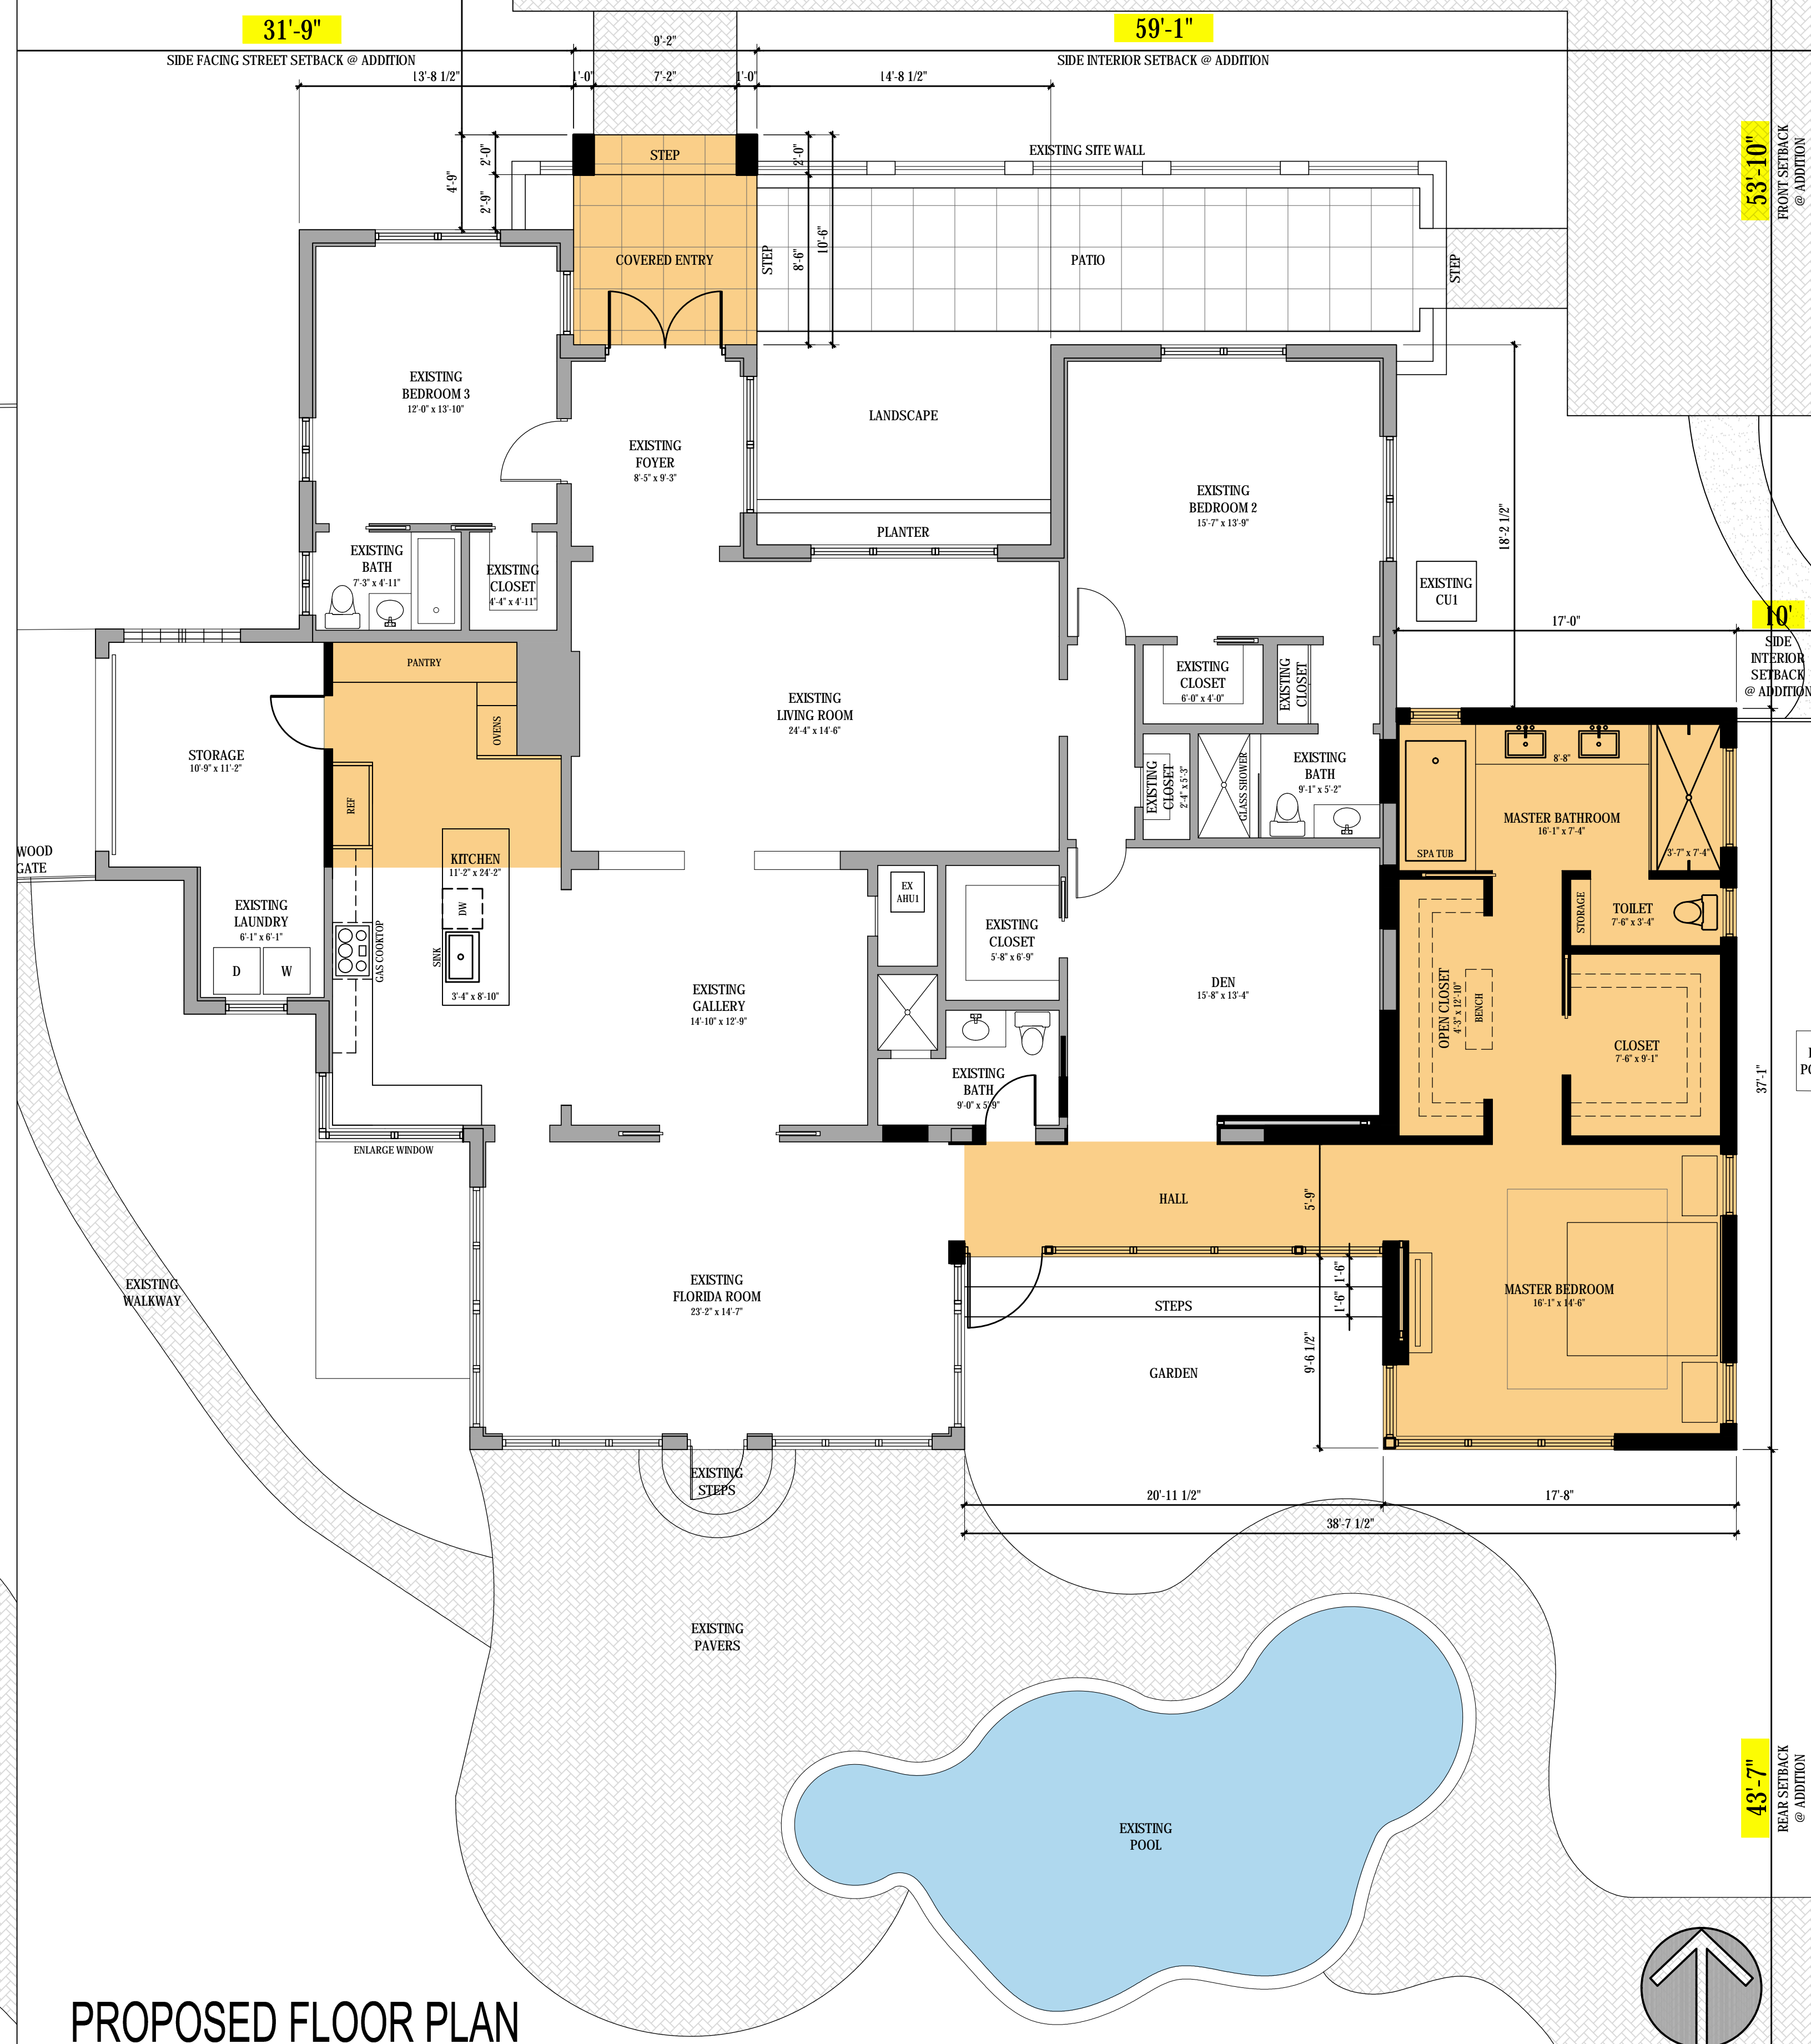 31'-9"
SIDE FACING STREET SETBACK @ ADDITION
9'-2"
59'-1"
SIDE INTERIOR SETBACK @ ADDITION
13'-8 1/2"
1'-0"
7'-2"
1'-0"
14'-8 1/2"
53'-10"
FRONT SETBACK
@ ADDITION
4'-9"
2'-0"
2'-9"
STEP
2'-0"
8'-6"
10'-6"
EXISTING SITE WALL
COVERED ENTRY
STEP
PATIO
STEP
EXISTING
BEDROOM 3
12'-0" x 13'-10"
EXISTING
FOYER
8'-5" x 9'-3"
LANDSCAPE
PLANTER
EXISTING
BEDROOM 2
15'-7" x 13'-9"
18'-2 1/2"
EXISTING
CU1
17'-0"
10'
SIDE
INTERIOR
SETBACK
@ ADDITION
EXISTING
BATH
7'-3" x 4'-11"
EXISTING
CLOSET
4'-4" x 4'-11"
PANTRY
OVENS
REF
STORAGE
10'-9" x 11'-2"
EXISTING
LIVING ROOM
24'-4" x 14'-6"
EXISTING
CLOSET
6'-0" x 4'-0"
EXISTING
CLOSET
EXISTING
CLOSET
2'-4" x 5'-3"
GLASS SHOWER
EXISTING
BATH
9'-1" x 5'-2"
8'-8"
MASTER BATHROOM
16'-1" x 7'-4"
SPA TUB
3'-7" x 7'-4"
WOOD
GATE
KITCHEN
11'-2" x 24'-2"
DW
SINK
3'-4" x 8'-10"
GAS COOKTOP
EXISTING
LAUNDRY
6'-1" x 6'-1"
D
W
EX
AHU1
EXISTING
CLOSET
5'-8" x 6'-9"
STORAGE
TOILET
7'-6" x 3'-4"
EXISTING
GALLERY
14'-10" x 12'-9"
DEN
15'-8" x 13'-4"
OPEN CLOSET
4'-3" x 12'-10"
BENCH
CLOSET
7'-6" x 9'-1"
37'-1"
EXISTING
BATH
9'-0" x 5'-9"
ENLARGE WINDOW
HALL
5'-9"
EXISTING
WALKWAY
EXISTING
FLORIDA ROOM
23'-2" x 14'-7"
STEPS
1'-6"
1'-6"
9'-6 1/2"
GARDEN
MASTER BEDROOM
16'-1" x 14'-6"
EXISTING
STEPS
20'-11 1/2"
17'-8"
38'-7 1/2"
EXISTING
PAVERS
EXISTING
POOL
43'-7"
REAR SETBACK
@ ADDITION
PROPOSED FLOOR PLAN